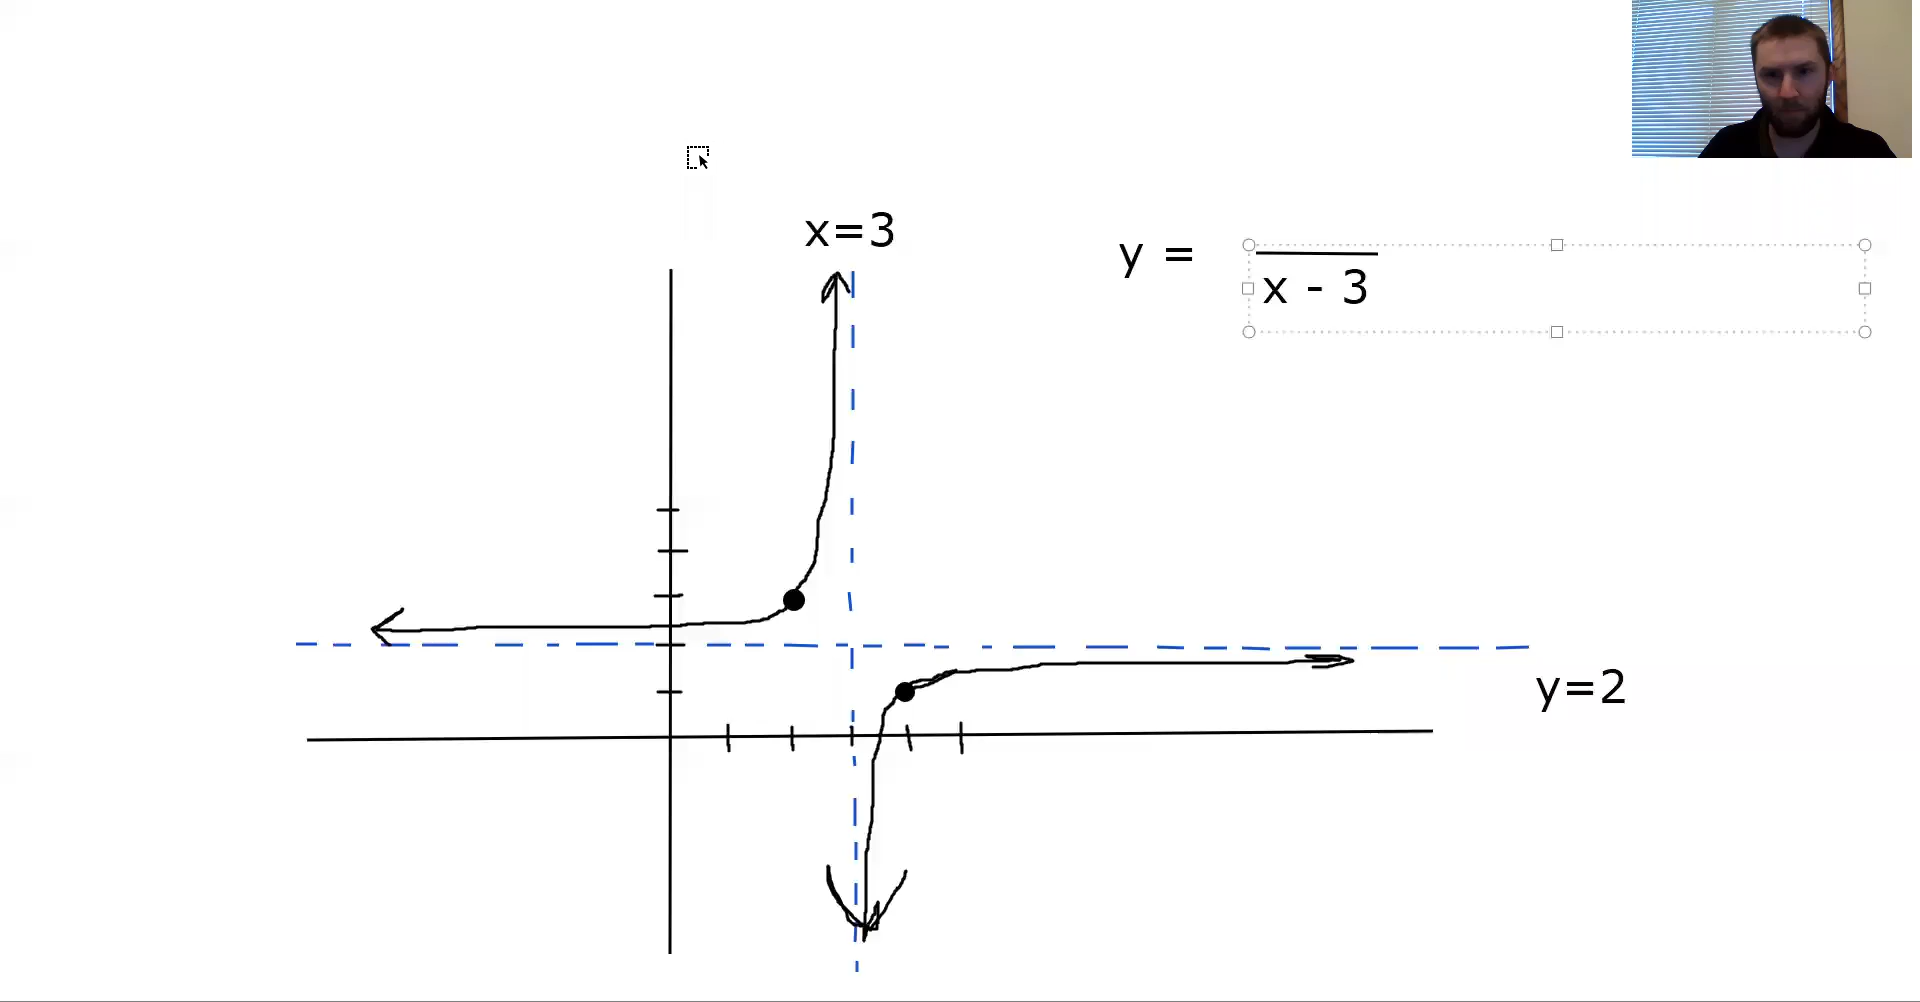 x=3
y =
x - 3
y=2